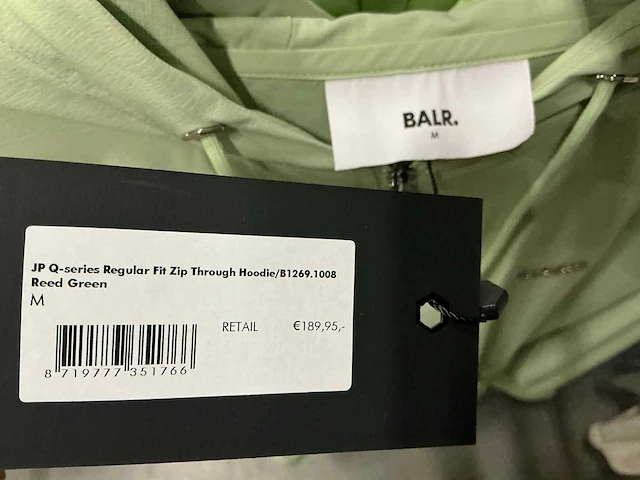 BALR.
M
JP Q-series Regular Fit Zip Through Hoodie/B1269.1008
Reed Green
M
RETAIL €189,95,-
8 719777 351766